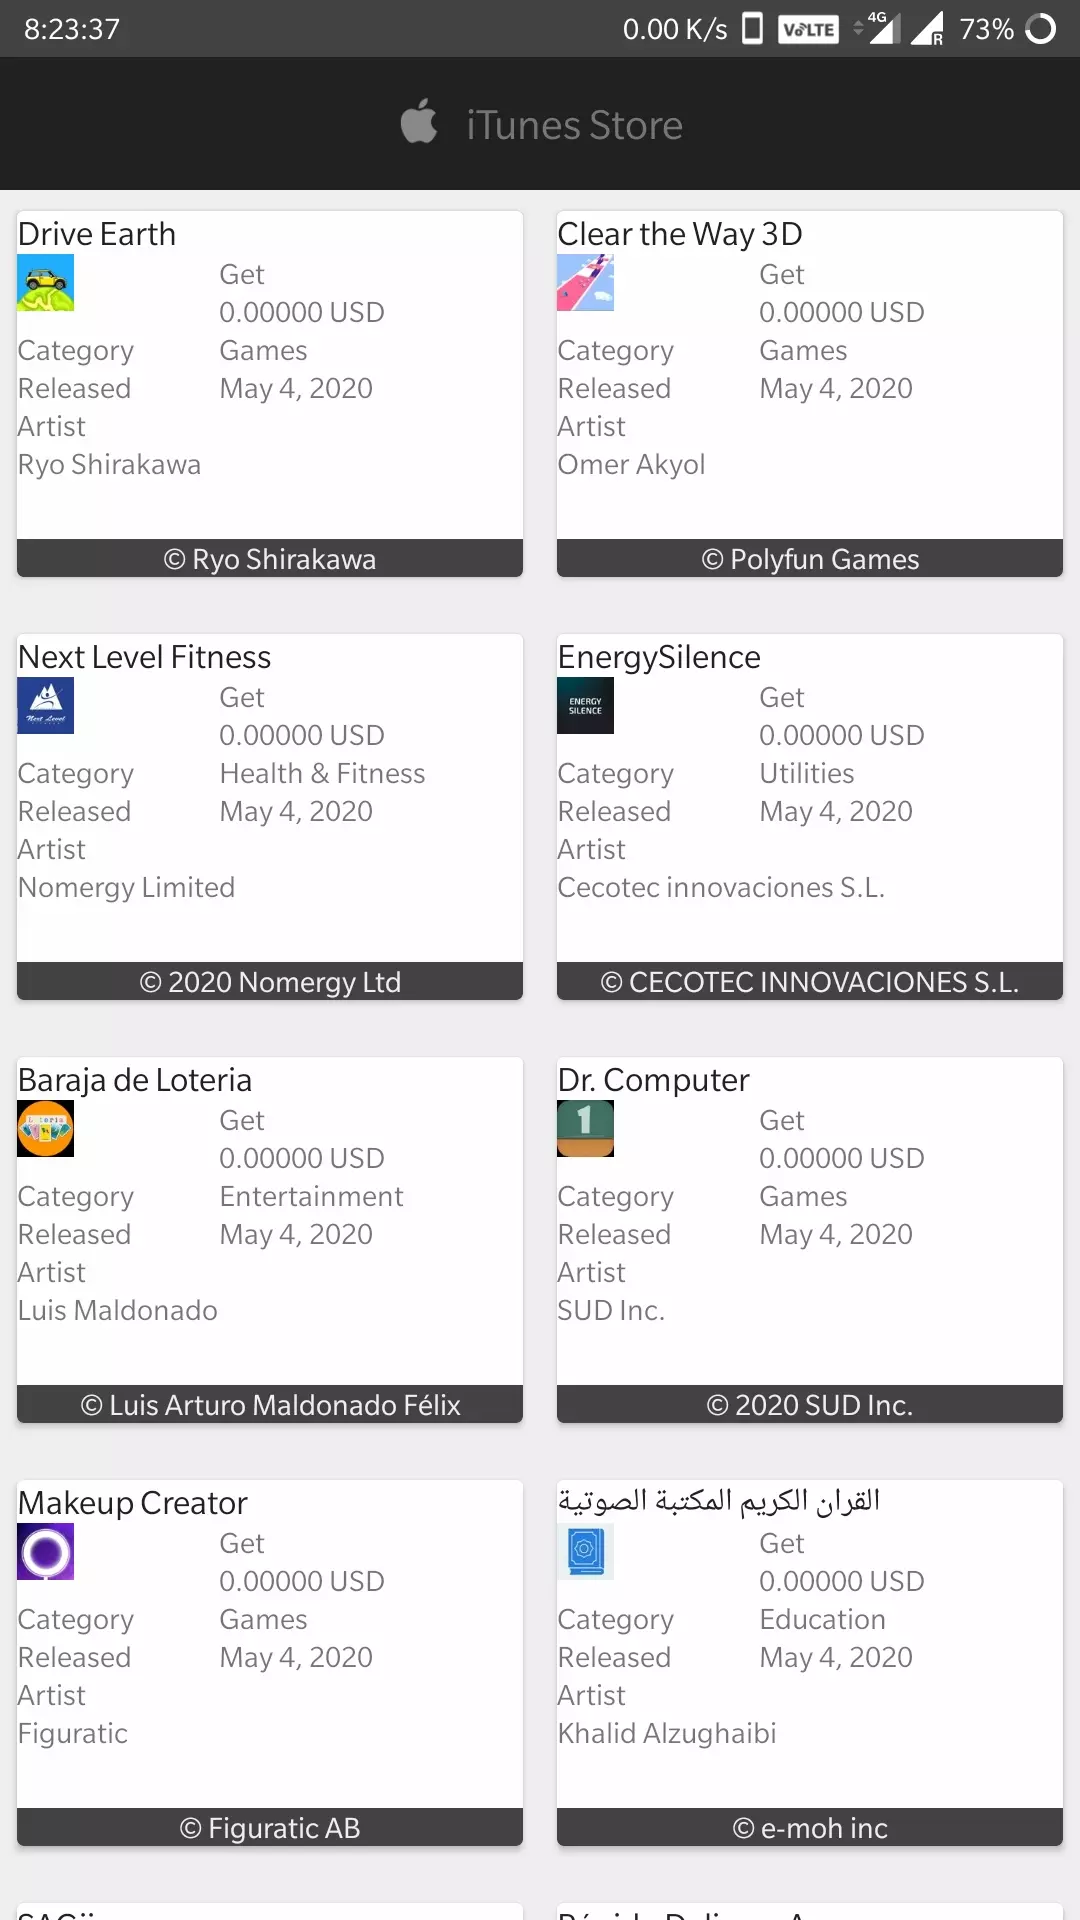 8:23:37
0.00 K/s VoLTE 4G R 73%
iTunes Store
Drive Earth
Get
0.00000 USD
Category Games
Released May 4, 2020
Artist
Ryo Shirakawa
© Ryo Shirakawa
Clear the Way 3D
Get
0.00000 USD
Category Games
Released May 4, 2020
Artist
Omer Akyol
© Polyfun Games
Next Level Fitness
Next Level
Get
0.00000 USD
Category Health & Fitness
Released May 4, 2020
Artist
Nomergy Limited
© 2020 Nomergy Ltd
EnergySilence
ENERGY
SILENCE
Get
0.00000 USD
Category Utilities
Released May 4, 2020
Artist
Cecotec innovaciones S.L.
© CECOTEC INNOVACIONES S.L.
Baraja de Loteria
Get
0.00000 USD
Category Entertainment
Released May 4, 2020
Artist
Luis Maldonado
© Luis Arturo Maldonado Félix
Dr. Computer
1
Get
0.00000 USD
Category Games
Released May 4, 2020
Artist
SUD Inc.
© 2020 SUD Inc.
Makeup Creator
Get
0.00000 USD
Category Games
Released May 4, 2020
Artist
Figuratic
© Figuratic AB
القران الكريم المكتبة الصوتية
Get
0.00000 USD
Category Education
Released May 4, 2020
Artist
Khalid Alzughaibi
© e-moh inc